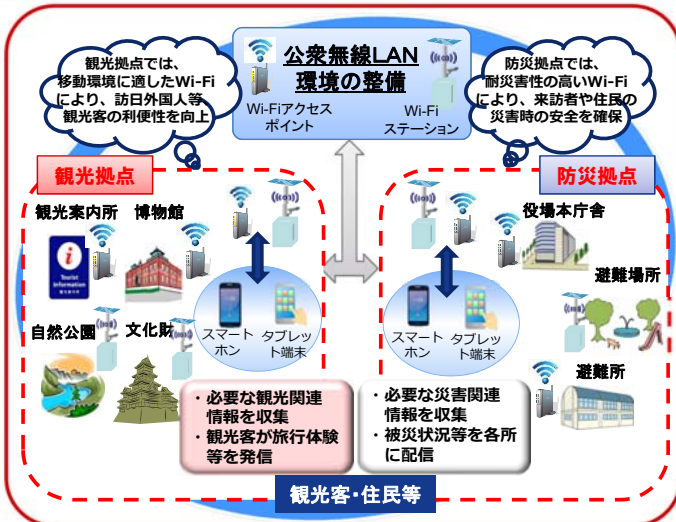 観光拠点では、
移動環境に適したWi-Fi
により、訪日外国人等、
観光客の利便性を向上
公衆無線LAN
環境の整備
Wi-Fiアクセス
ポイント
Wi-Fi
ステーション
防災拠点では、
耐災害性の高いWi-Fi
により、来訪者や住民の
災害時の安全を確保
観光拠点
観光案内所
博物館
i
Tourist
Information
自然公園
文化財
スマート
ホン
タブレッ
ト端末
・必要な観光関連
情報を収集
・観光客が旅行体験
等を発信
防災拠点
役場本庁舎
避難場所
避難所
スマート
ホン
タブレッ
ト端末
・必要な災害関連
情報を収集
・被災状況等を各所
に配信
観光客・住民等